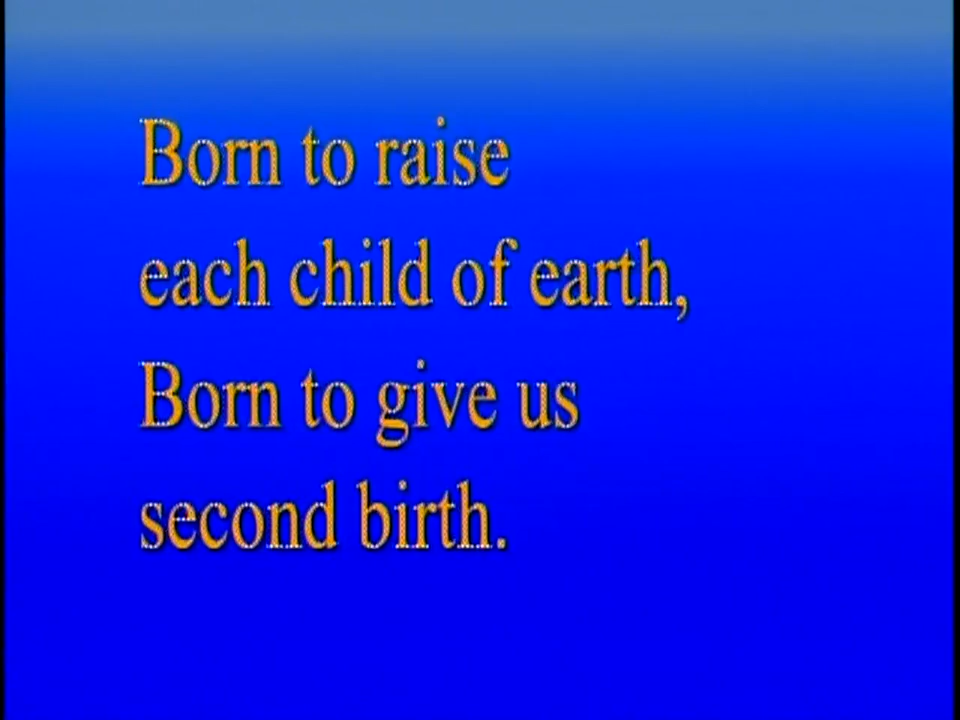 Born to raise
each child of earth,
Born to give us
second birth.